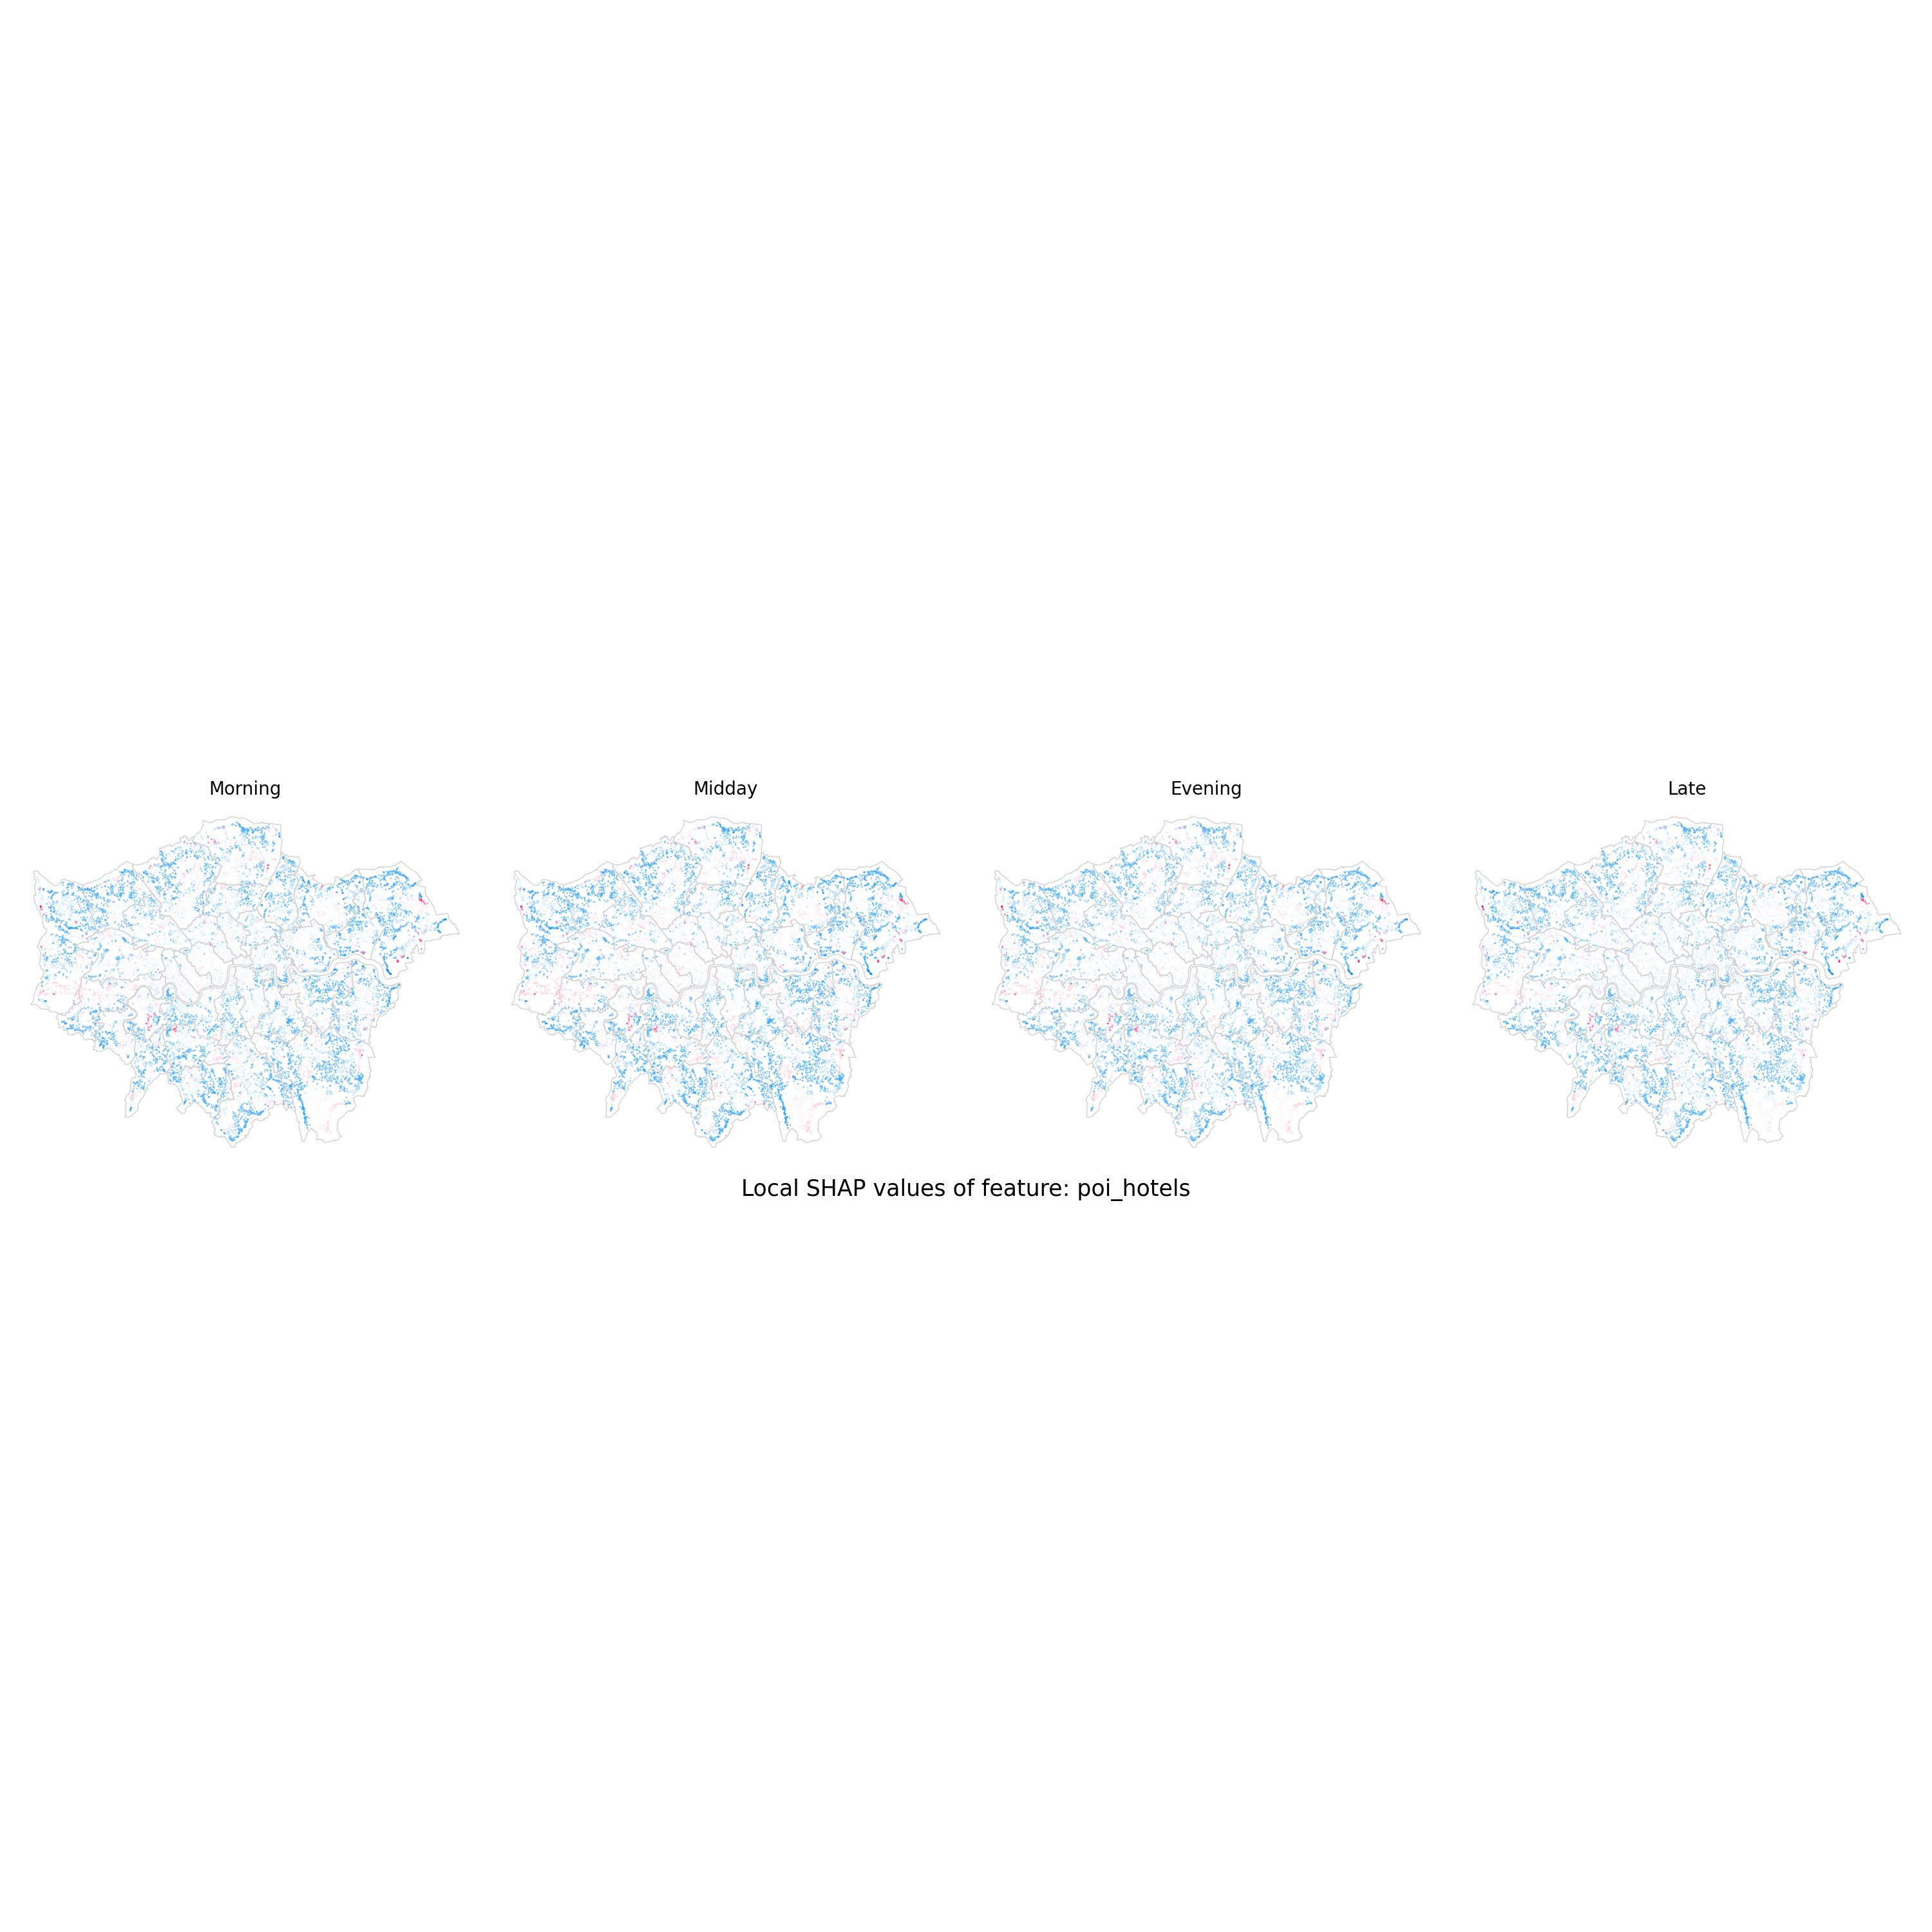 Morning
Midday
Evening
Late
Local SHAP values of feature: poi_hotels